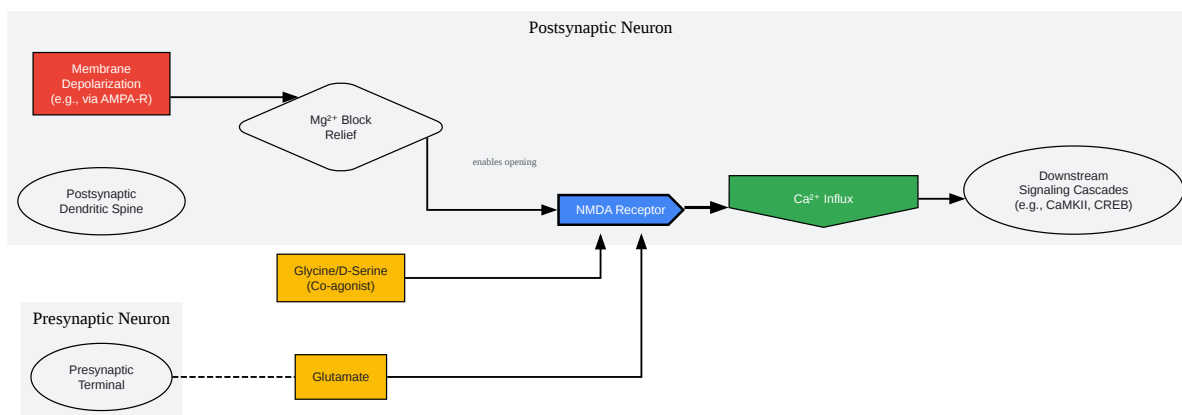 Postsynaptic Neuron
Membrane
Depolarization
(e.g., via AMPA-R)
Mg²⁺ Block
Relief
enables opening
Postsynaptic
Dendritic Spine
NMDA Receptor
Ca²⁺ Influx
Downstream
Signaling Cascades
(e.g., CaMKII, CREB)
Glycine/D-Serine
(Co-agonist)
Presynaptic Neuron
Presynaptic
Terminal
Glutamate